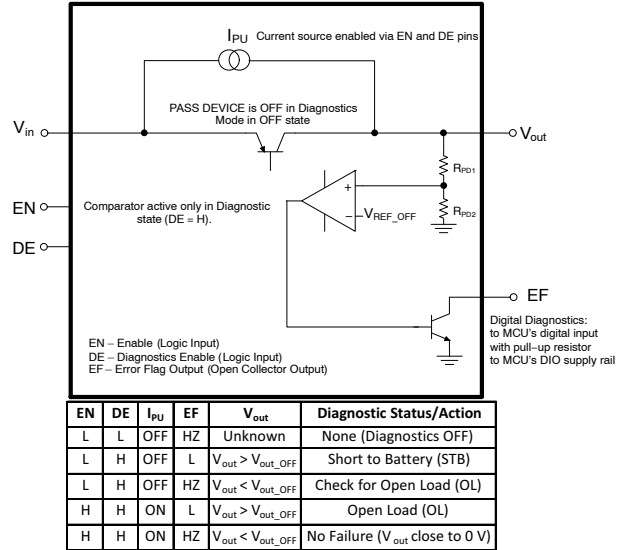 IPU Current source enabled via EN and DE pins
PASS DEVICE is OFF in Diagnostics
Mode in OFF state
Vin
Vout
RPD1
EN
Comparator active only in Diagnostic
state (DE = H).
+
−
VREF_OFF
RPD2
DE
EF
Digital Diagnostics:
to MCU's digital input
with pull−up resistor
to MCU's DIO supply rail
EN − Enable (Logic Input)
DE − Diagnostics Enable (Logic Input)
EF − Error Flag Output (Open Collector Output)
EN DE IPU EF Vout Diagnostic Status/Action
L L OFF HZ Unknown None (Diagnostics OFF)
L H OFF L Vout > Vout_OFF Short to Battery (STB)
L H OFF HZ Vout < Vout_OFF Check for Open Load (OL)
H H ON L Vout > Vout_OFF Open Load (OL)
H H ON HZ Vout < Vout_OFF No Failure (Vout close to 0 V)